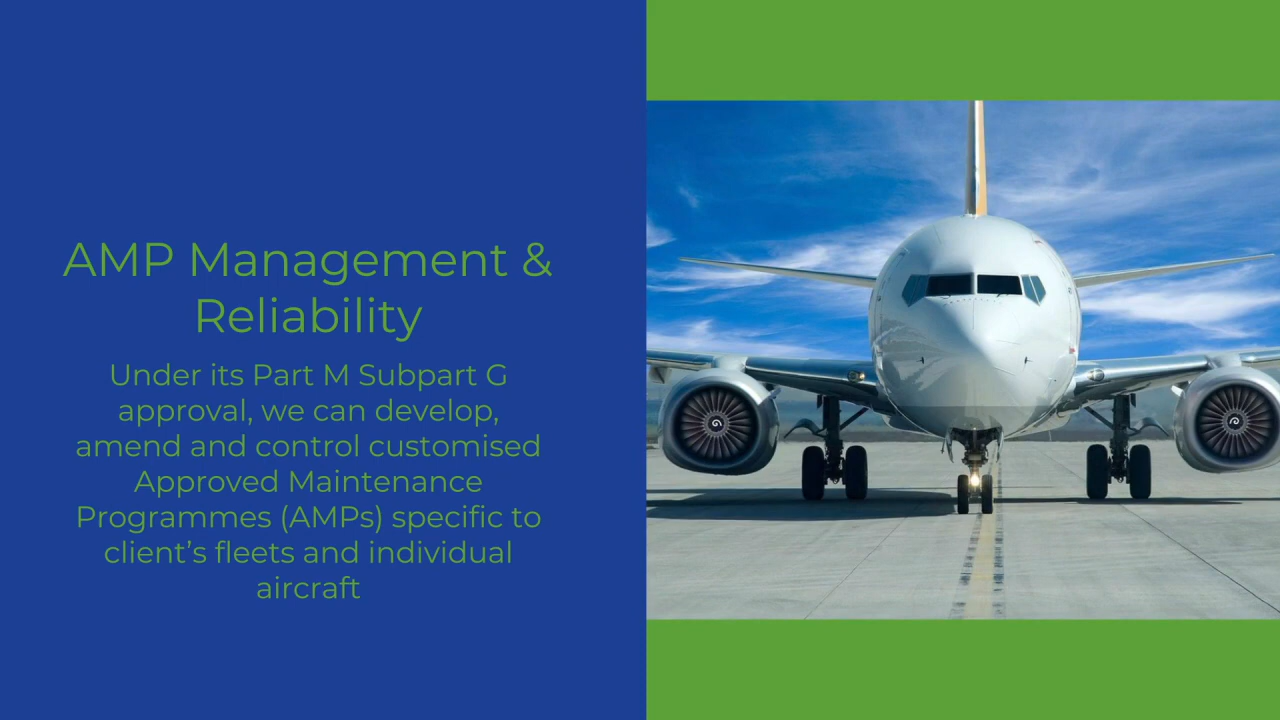 AMP Management &
Reliability
Under its Part M Subpart G
approval, we can develop,
amend and control customised
Approved Maintenance
Programmes (AMPs) specific to
client’s fleets and individual
aircraft